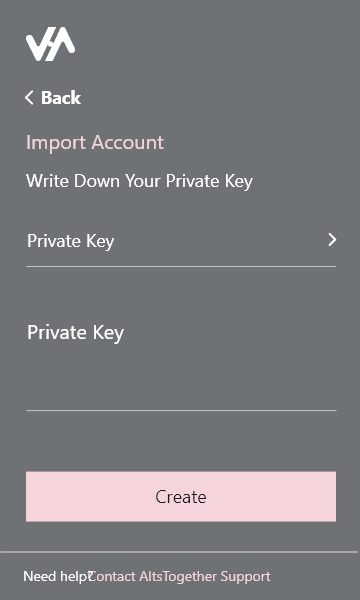 Back
Import Account
Write Down Your Private Key
Private Key
Private Key
Create
Need help? Contact AltsTogether Support